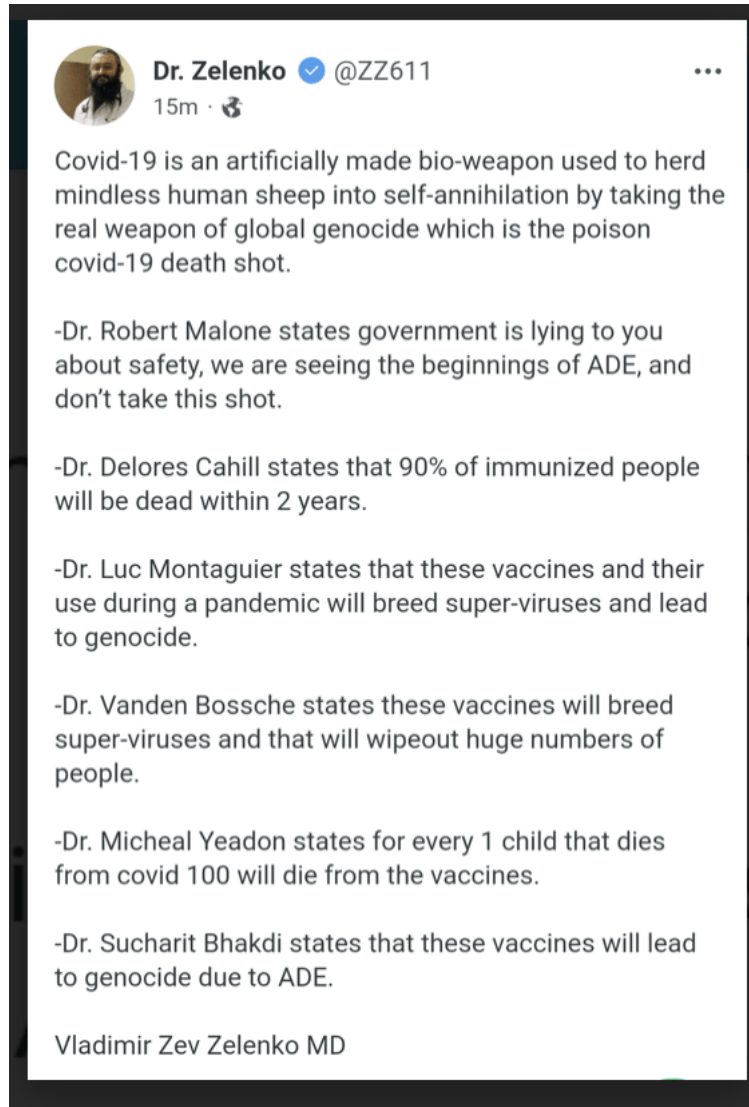 Dr. Zelenko @ZZ611
15m ·
Covid-19 is an artificially made bio-weapon used to herd
mindless human sheep into self-annihilation by taking the
real weapon of global genocide which is the poison
covid-19 death shot.
-Dr. Robert Malone states government is lying to you
about safety, we are seeing the beginnings of ADE, and
don't take this shot.
-Dr. Delores Cahill states that 90% of immunized people
will be dead within 2 years.
-Dr. Luc Montaguier states that these vaccines and their
use during a pandemic will breed super-viruses and lead
to genocide.
-Dr. Vanden Bossche states these vaccines will breed
super-viruses and that will wipeout huge numbers of
people.
-Dr. Micheal Yeadon states for every 1 child that dies
from covid 100 will die from the vaccines.
-Dr. Sucharit Bhakdi states that these vaccines will lead
to genocide due to ADE.
Vladimir Zev Zelenko MD